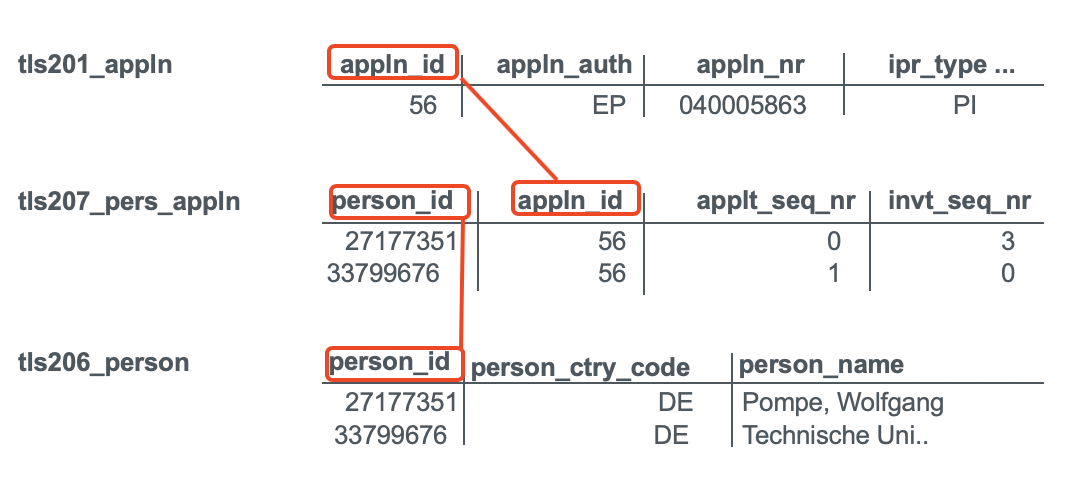 tls201_appln appln_id appln_auth appln_nr ipr_type ...
56 EP 040005863 PI
tls207_pers_appln person_id appln_id applt_seq_nr invt_seq_nr
27177351 56 0 3
33799676 56 1 0
tls206_person person_id person_ctry_code person_name
27177351 DE Pompe, Wolfgang
33799676 DE Technische Uni..